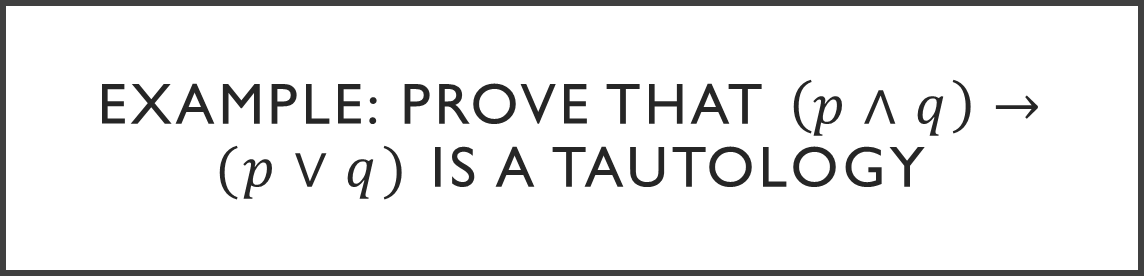 EXAMPLE: PROVE THAT (𝑝 ∧ 𝑞) →
(𝑝 ∨ 𝑞) IS A TAUTOLOGY